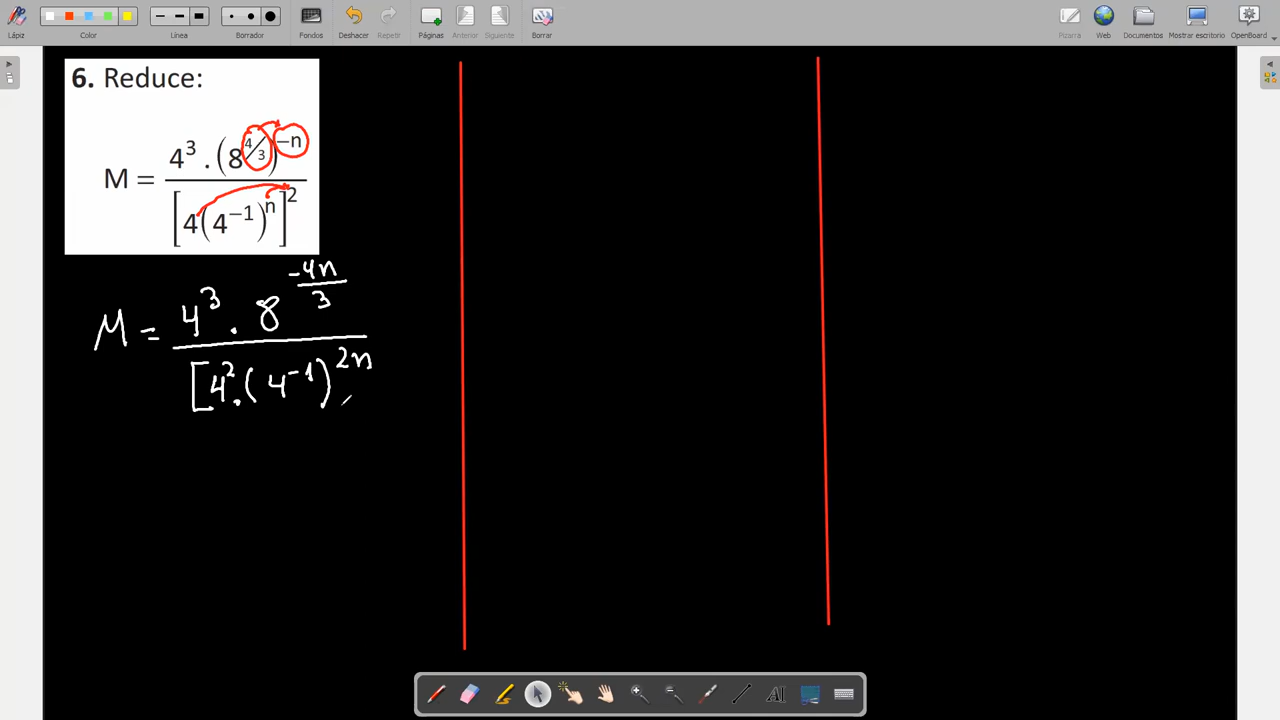 Lápiz Color Línea Borrador Fondos Deshacer Repetir Páginas Anterior Siguiente Borrar Pizarra Web Documentos Mostrar escritorio OpenBoard
6. Reduce:
M = 4³ . (8^(4/3))^(−n) / [4(4⁻¹)ⁿ]²
M = 4³ . 8^(-4n/3) / [4² . (4⁻¹)^(2n)
AI